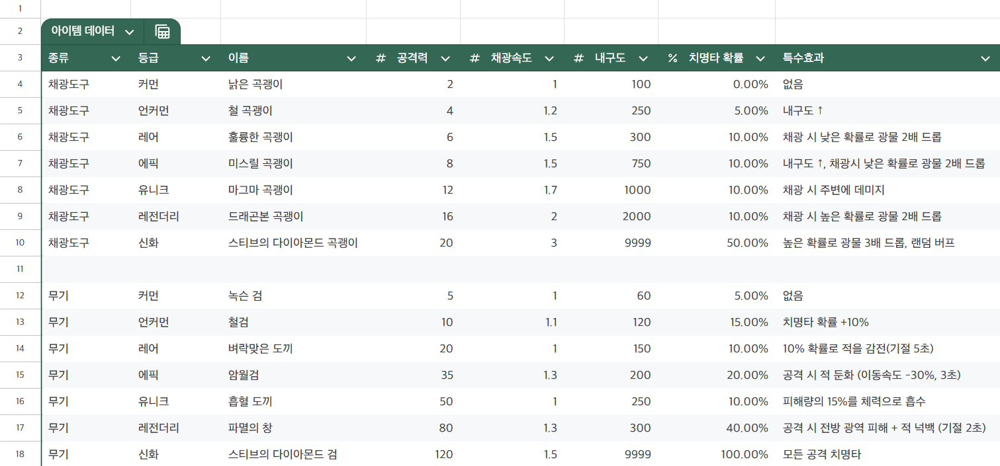 1
2 아이템 데이터
3 종류 등급 이름 # 공격력 # 채광속도 # 내구도 % 치명타 확률 특수효과
4 채광도구 커먼 낡은 곡괭이 2 1 100 0.00% 없음
5 채광도구 언커먼 철 곡괭이 4 1.2 250 5.00% 내구도 ↑
6 채광도구 레어 훌륭한 곡괭이 6 1.5 300 10.00% 채광 시 낮은 확률로 광물 2배 드롭
7 채광도구 에픽 미스릴 곡괭이 8 1.5 750 10.00% 내구도 ↑, 채광시 낮은 확률로 광물 2배 드롭
8 채광도구 유니크 마그마 곡괭이 12 1.7 1000 10.00% 채광 시 주변에 데미지
9 채광도구 레전더리 드래곤본 곡괭이 16 2 2000 10.00% 채광 시 높은 확률로 광물 2배 드롭
10 채광도구 신화 스티브의 다이아몬드 곡괭이 20 3 9999 50.00% 높은 확률로 광물 3배 드롭, 랜덤 버프
11
12 무기 커먼 녹슨 검 5 1 60 5.00% 없음
13 무기 언커먼 철검 10 1.1 120 15.00% 치명타 확률 +10%
14 무기 레어 벼락맞은 도끼 20 1 150 10.00% 10% 확률로 적을 감전(기절 5초)
15 무기 에픽 암월검 35 1.3 200 20.00% 공격 시 적 둔화 (이동속도 -30%, 3초)
16 무기 유니크 흡혈 도끼 50 1 250 10.00% 피해량의 15%를 체력으로 흡수
17 무기 레전더리 파멸의 창 80 1.3 300 40.00% 공격 시 전방 광역 피해 + 적 넉백 (기절 2초)
18 무기 신화 스티브의 다이아몬드 검 120 1.5 9999 100.00% 모든 공격 치명타